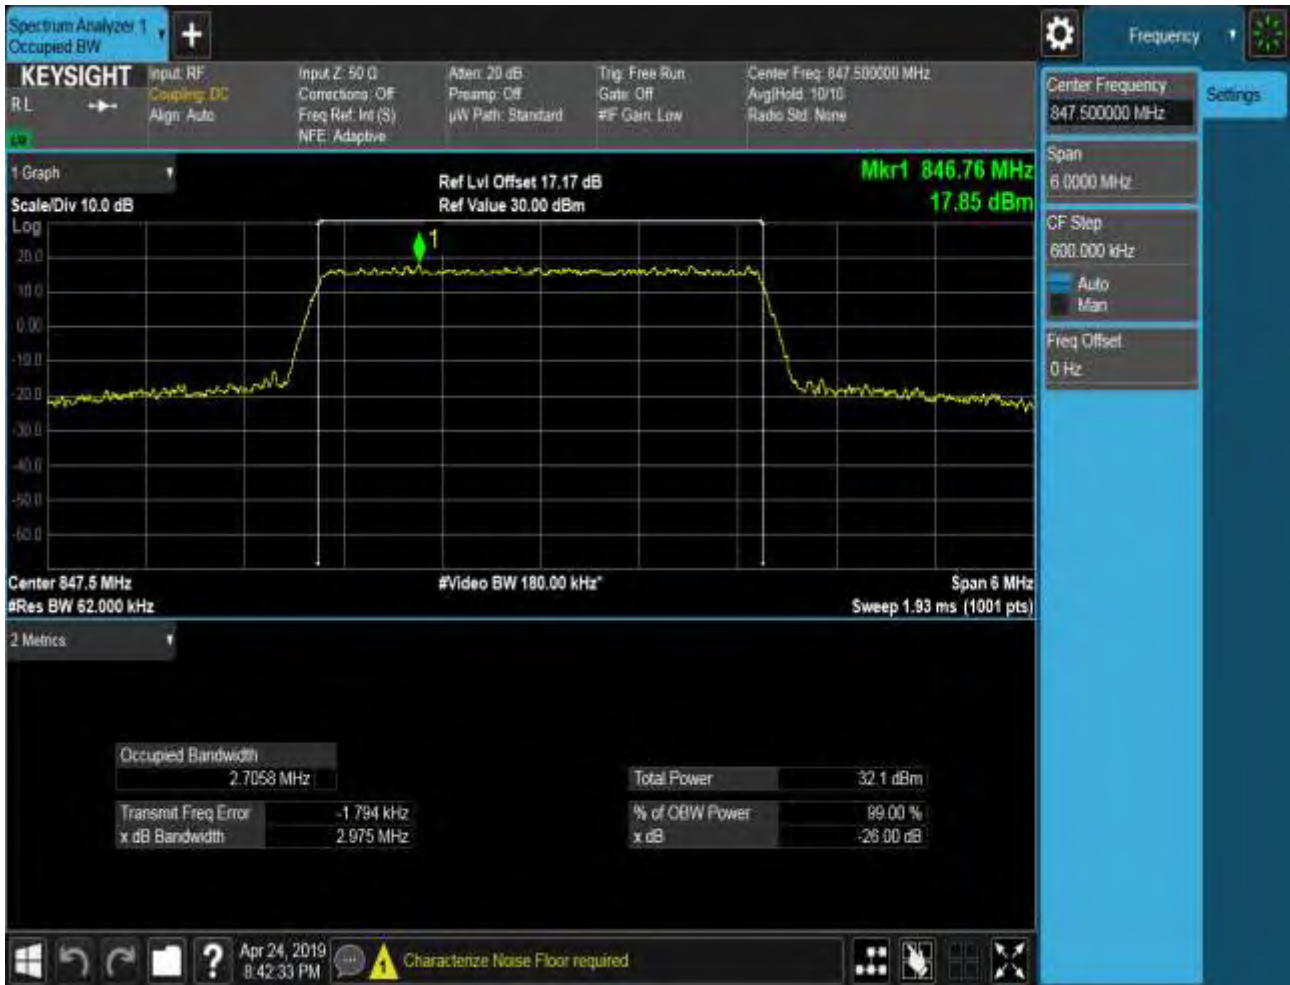 Spectrum Analyzer 1
Occupied BW
Frequency
KEYSIGHT
R L
Input: RF
Coupling: DC
Align: Auto
Input Z: 50 Ω
Corrections: Off
Freq Ref: Int (S)
NFE: Adaptive
Atten: 20 dB
Preamp: Off
µW Path: Standard
Trig: Free Run
Gate: Off
#IF Gain: Low
Center Freq: 847.500000 MHz
Avg|Hold: 10/10
Radio Std: None
Center Frequency
847.500000 MHz
Settings
Span
6.0000 MHz
CF Step
600.000 kHz
Auto
Man
Freq Offset
0 Hz
1 Graph
Scale/Div 10.0 dB
Ref Lvl Offset 17.17 dB
Ref Value 30.00 dBm
Mkr1 846.76 MHz
17.85 dBm
Log
1
20.0
10.0
0.00
-10.0
-20.0
-30.0
-40.0
-50.0
-60.0
Center 847.5 MHz
#Video BW 180.00 kHz*
Span 6 MHz
#Res BW 62.000 kHz
Sweep 1.93 ms (1001 pts)
2 Metrics
Occupied Bandwidth
2.7058 MHz
Total Power 32.1 dBm
Transmit Freq Error -1.794 kHz
% of OBW Power 99.00 %
x dB Bandwidth 2.975 MHz
x dB -26.00 dB
Apr 24, 2019
8:42:33 PM
Characterize Noise Floor required